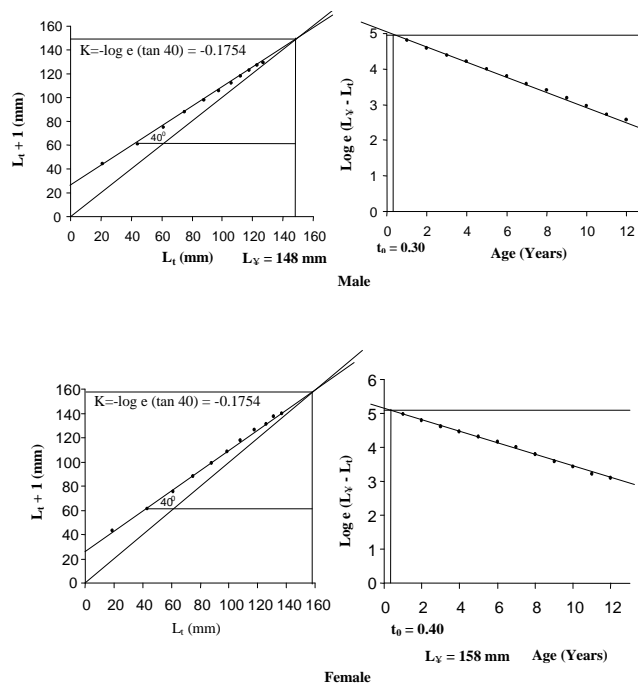 160
140
120
100
80
60
40
20
0
L_t + 1 (mm)
K=-log e (tan 40) = -0.1754
40⁰
0 20 40 60 80 100 120 140 160
L_t (mm) L_¥ = 148 mm
5
4
3
2
1
0
Log e (L_¥ - L_t)
0 2 4 6 8 10 12
t₀ = 0.30 Age (Years)
Male
160
140
120
100
80
60
40
20
0
L_t + 1 (mm)
K=-log e (tan 40) = -0.1754
40⁰
0 20 40 60 80 100 120 140 160
L_t (mm)
6
5
4
3
2
1
0
Log e (L_¥ - L_t)
0 2 4 6 8 10 12
t₀ = 0.40
L_¥ = 158 mm Age (Years)
Female